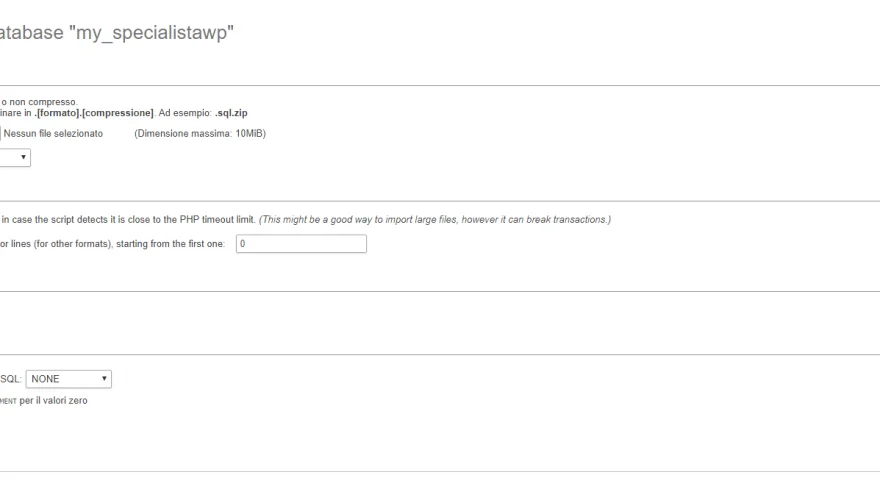 atabase "my_specialistawp"
o non compresso.
inare in .[formato].[compressione]. Ad esempio: .sql.zip
Nessun file selezionato (Dimensione massima: 10MiB)
in case the script detects it is close to the PHP timeout limit. (This might be a good way to import large files, however it can break transactions.)
or lines (for other formats), starting from the first one: 0
SQL: NONE
MENT per il valori zero